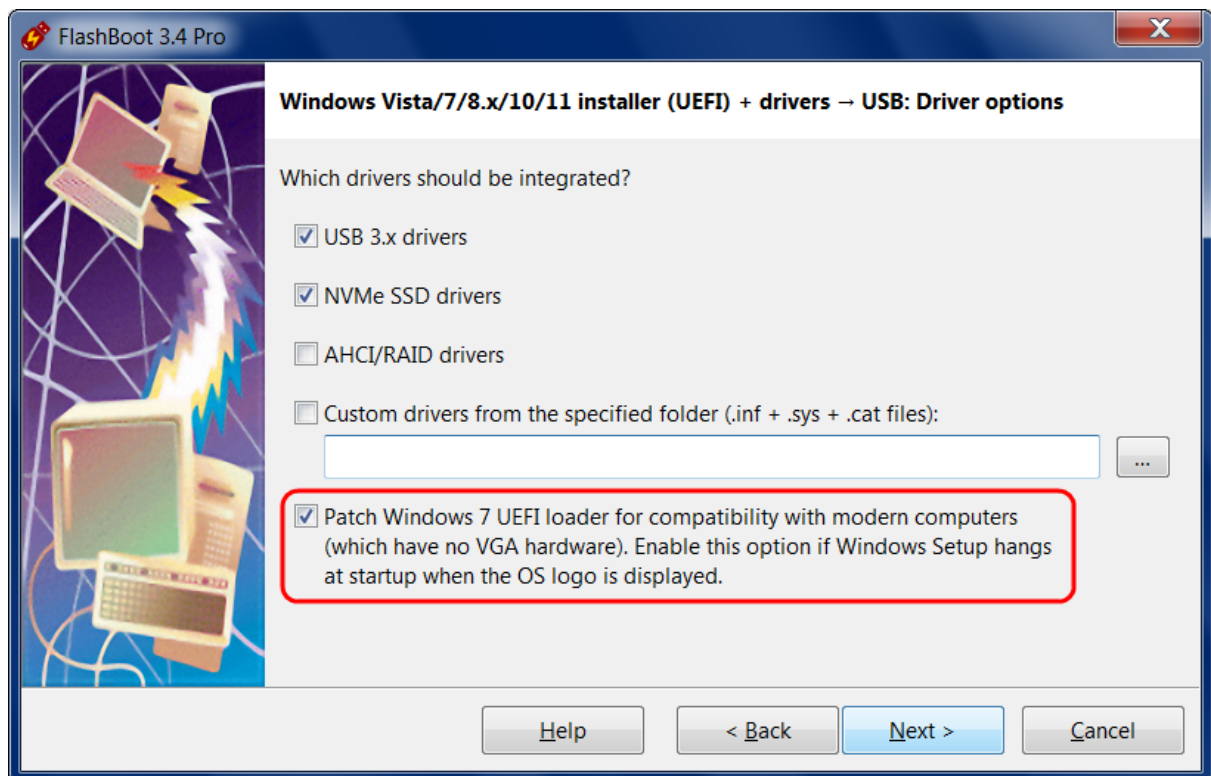 FlashBoot 3.4 Pro
Windows Vista/7/8.x/10/11 installer (UEFI) + drivers → USB: Driver options
Which drivers should be integrated?
USB 3.x drivers
NVMe SSD drivers
AHCI/RAID drivers
Custom drivers from the specified folder (.inf + .sys + .cat files):
...
Patch Windows 7 UEFI loader for compatibility with modern computers
(which have no VGA hardware). Enable this option if Windows Setup hangs
at startup when the OS logo is displayed.
Help < Back Next > Cancel